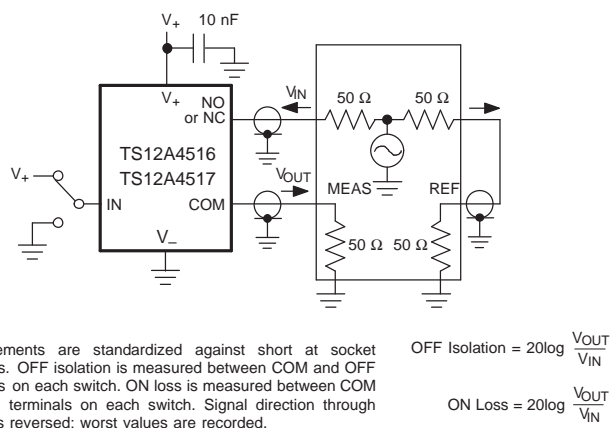 V+ 10 nF
V+
NO
or NC
VIN
50 Ω 50 Ω
TS12A4516
TS12A4517
V+
IN
COM
VOUT
MEAS REF
V–
50 Ω 50 Ω
ements are standardized against short at socket
s. OFF isolation is measured between COM and OFF
s on each switch. ON loss is measured between COM
terminals on each switch. Signal direction through
s reversed; worst values are recorded.
OFF Isolation = 20log VOUT
VIN
ON Loss = 20log VOUT
VIN